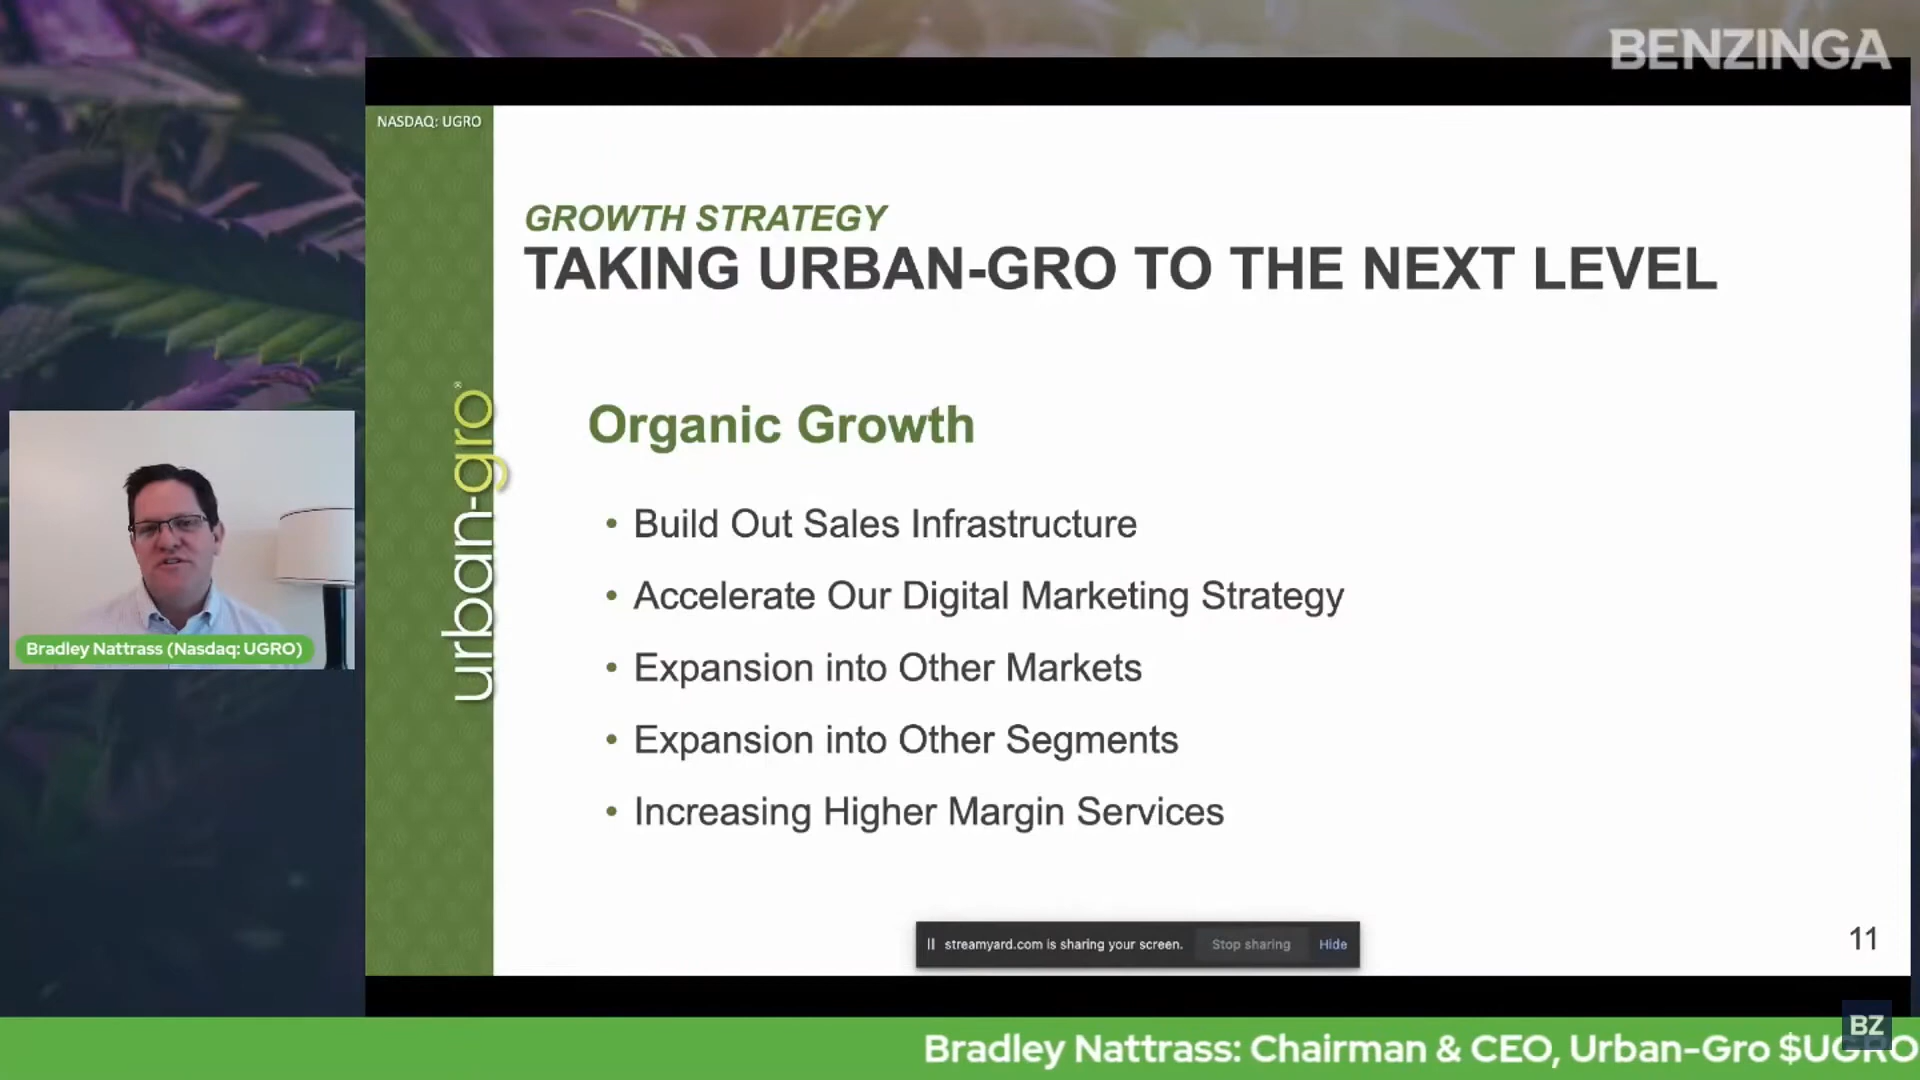 BENZINGA
NASDAQ: UGRO
GROWTH STRATEGY
TAKING URBAN-GRO TO THE NEXT LEVEL
urban-gro®
Organic Growth
• Build Out Sales Infrastructure
• Accelerate Our Digital Marketing Strategy
• Expansion into Other Markets
• Expansion into Other Segments
• Increasing Higher Margin Services
Bradley Nattrass (Nasdaq: UGRO)
streamyard.com is sharing your screen. Stop sharing Hide
11
BZ
Bradley Nattrass: Chairman & CEO, Urban-Gro $UGRO